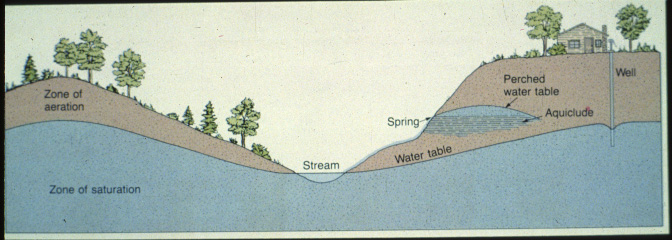 Zone of
aeration
Zone of saturation
Stream
Spring
Water table
Perched
water table
Aquiclude
Well